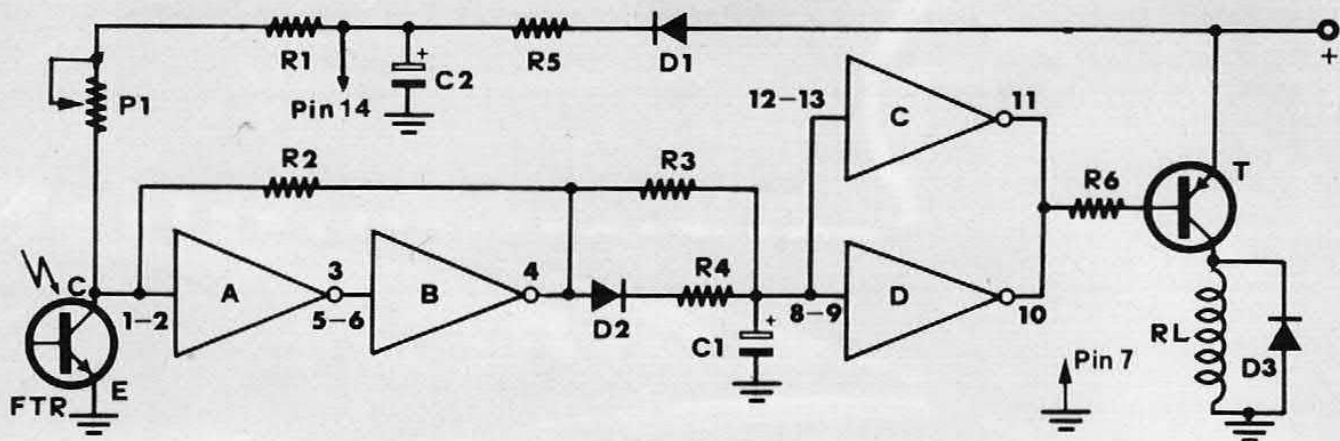 R1
R5
D1
+
P1
Pin 14
+
C2
12-13
C
11
R2
R3
R6
T
C
A
3
B
4
R4
D
1-2
5-6
D2
8-9
10
+
C1
RL
D3
Pin 7
E
FTR